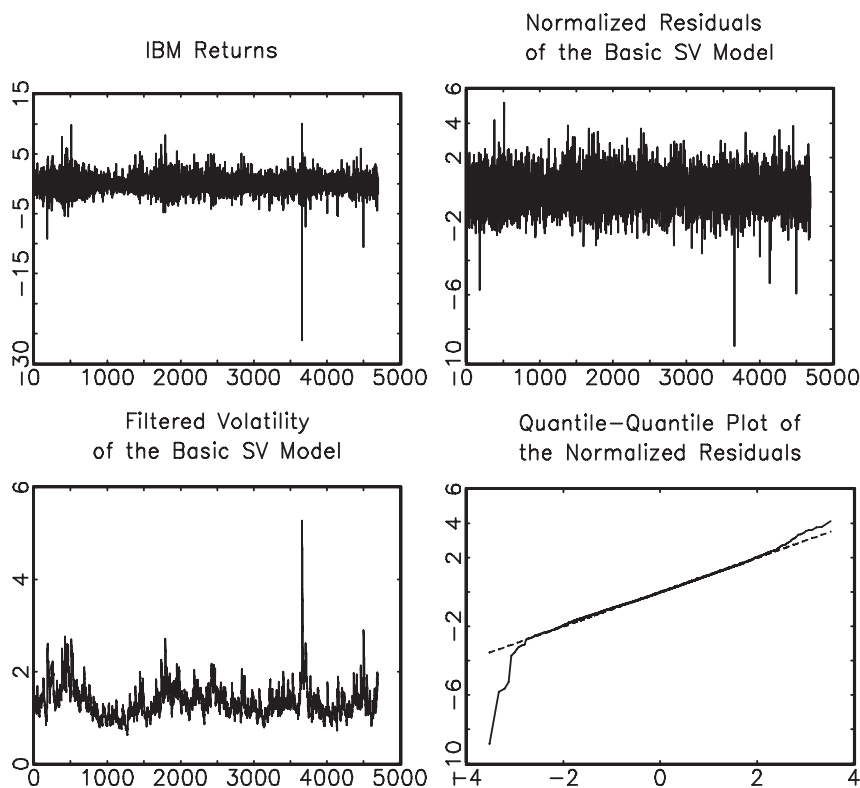 IBM Returns
15
5
−5
−15
−30
0 1000 2000 3000 4000 5000
Normalized Residuals
of the Basic SV Model
6
4
2
−2
−6
−10
0 1000 2000 3000 4000 5000
Filtered Volatility
of the Basic SV Model
6
4
2
0
0 1000 2000 3000 4000 5000
Quantile−Quantile Plot of
the Normalized Residuals
6
4
2
−2
−6
−10
−4 −2 0 2 4